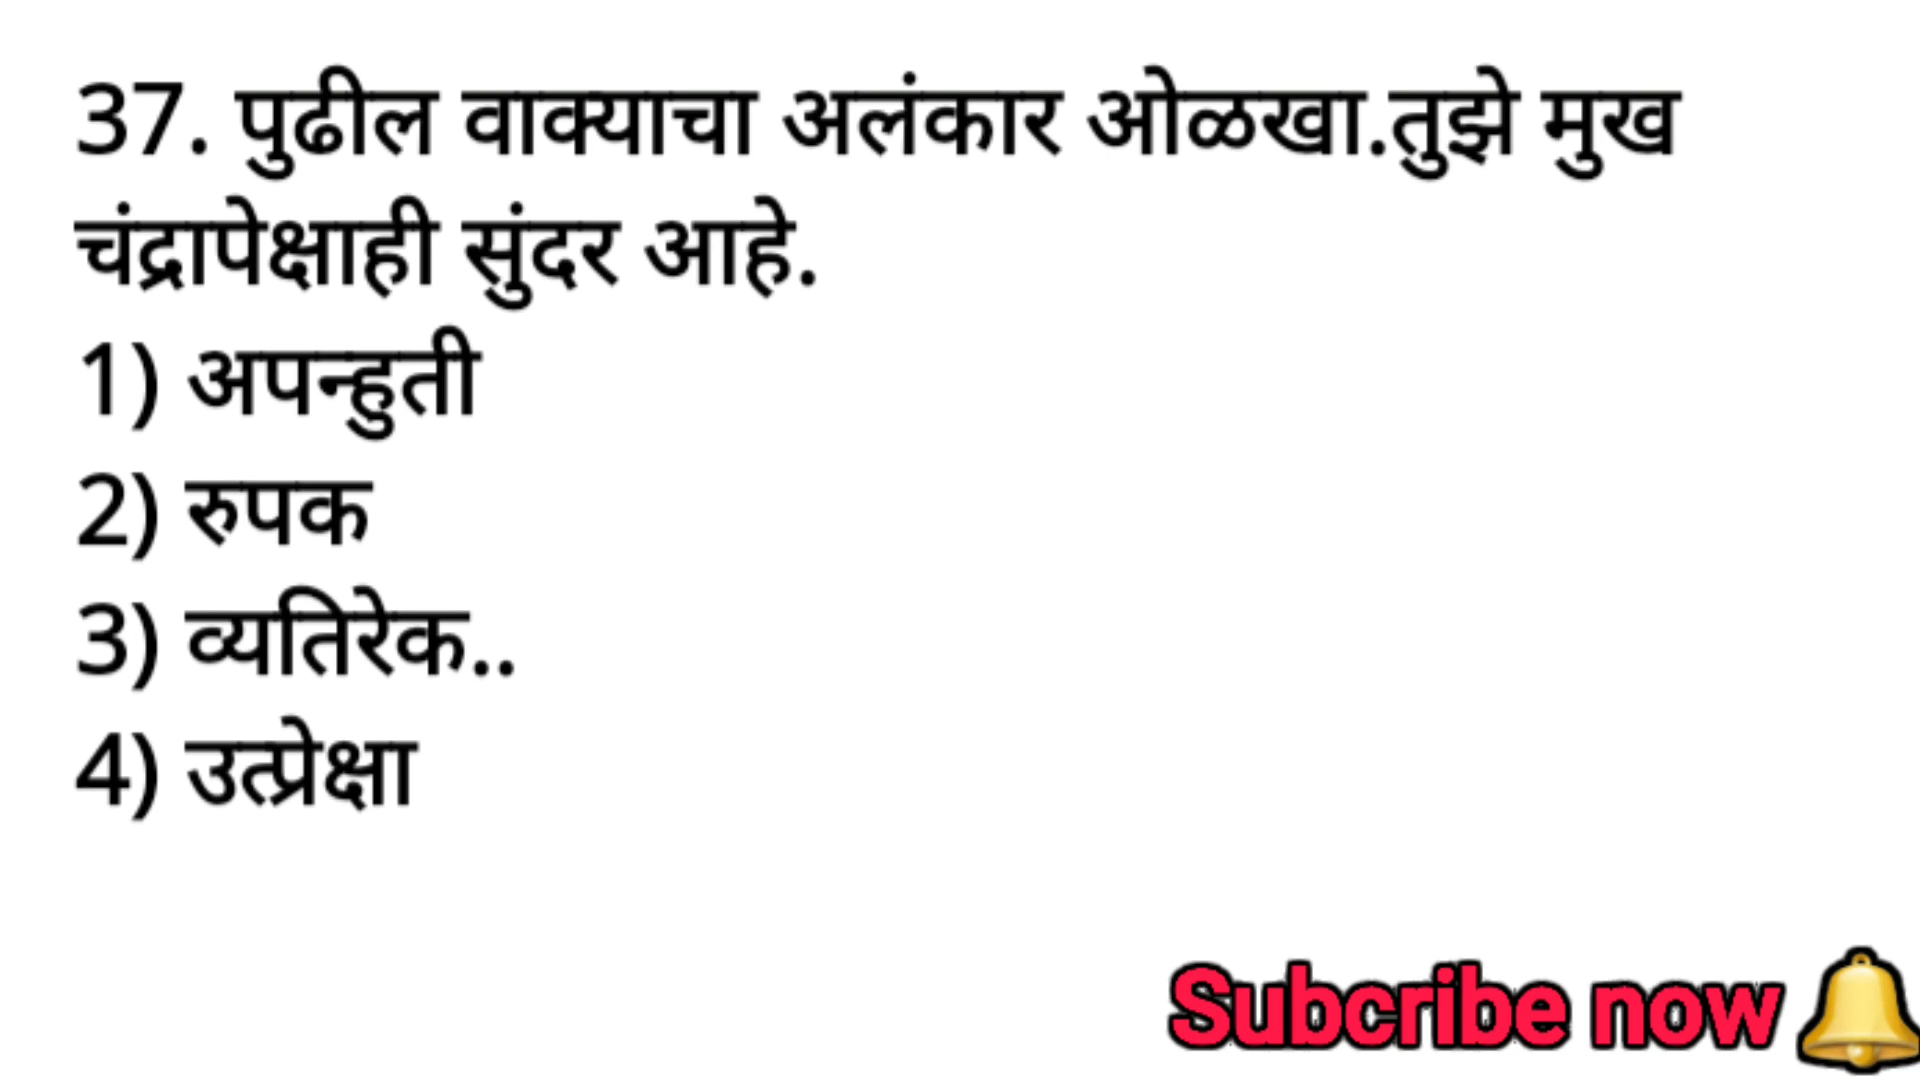 37. पुढील वाक्याचा अलंकार ओळखा.तुझे मुख
चंद्रापेक्षाही सुंदर आहे.
1) अपन्हुती
2) रुपक
3) व्यतिरेक..
4) उत्प्रेक्षा
Subcribe now